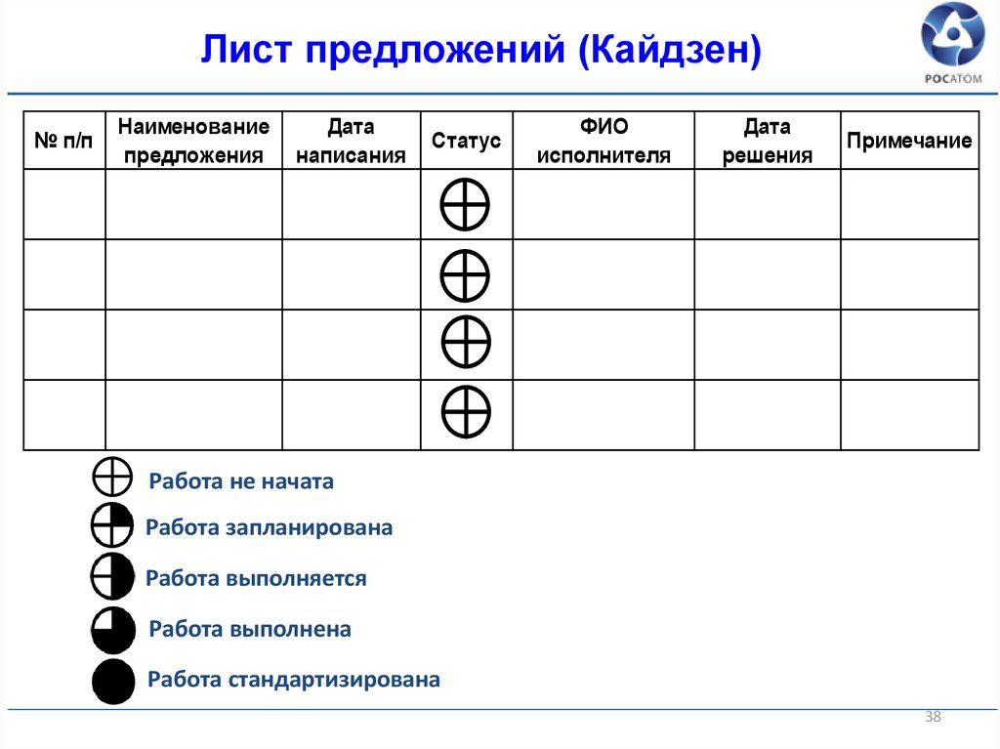 Лист предложений (Кайдзен)
РОСАТОМ
№ п/п
Наименование
предложения
Дата
написания
Статус
ФИО
исполнителя
Дата
решения
Примечание
Работа не начата
Работа запланирована
Работа выполняется
Работа выполнена
Работа стандартизирована
38